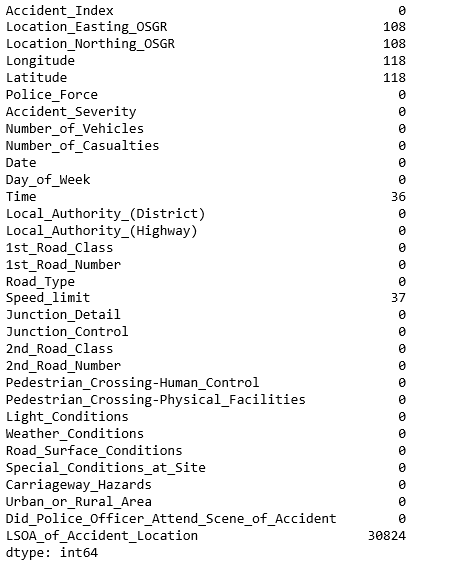 Accident_Index 0
Location_Easting_OSGR 108
Location_Northing_OSGR 108
Longitude 118
Latitude 118
Police_Force 0
Accident_Severity 0
Number_of_Vehicles 0
Number_of_Casualties 0
Date 0
Day_of_Week 0
Time 36
Local_Authority_(District) 0
Local_Authority_(Highway) 0
1st_Road_Class 0
1st_Road_Number 0
Road_Type 0
Speed_limit 37
Junction_Detail 0
Junction_Control 0
2nd_Road_Class 0
2nd_Road_Number 0
Pedestrian_Crossing-Human_Control 0
Pedestrian_Crossing-Physical_Facilities 0
Light_Conditions 0
Weather_Conditions 0
Road_Surface_Conditions 0
Special_Conditions_at_Site 0
Carriageway_Hazards 0
Urban_or_Rural_Area 0
Did_Police_Officer_Attend_Scene_of_Accident 0
LSOA_of_Accident_Location 30824
dtype: int64